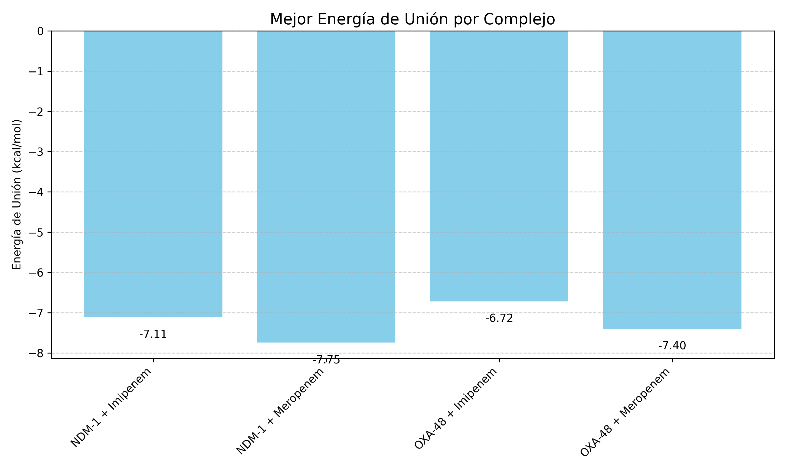 Mejor Energía de Unión por Complejo
Energía de Unión (kcal/mol)
0
−1
−2
−3
−4
−5
−6
−7
−8
-7.11
-7.75
-6.72
-7.40
NDM-1 + Imipenem
NDM-1 + Meropenem
OXA-48 + Imipenem
OXA-48 + Meropenem